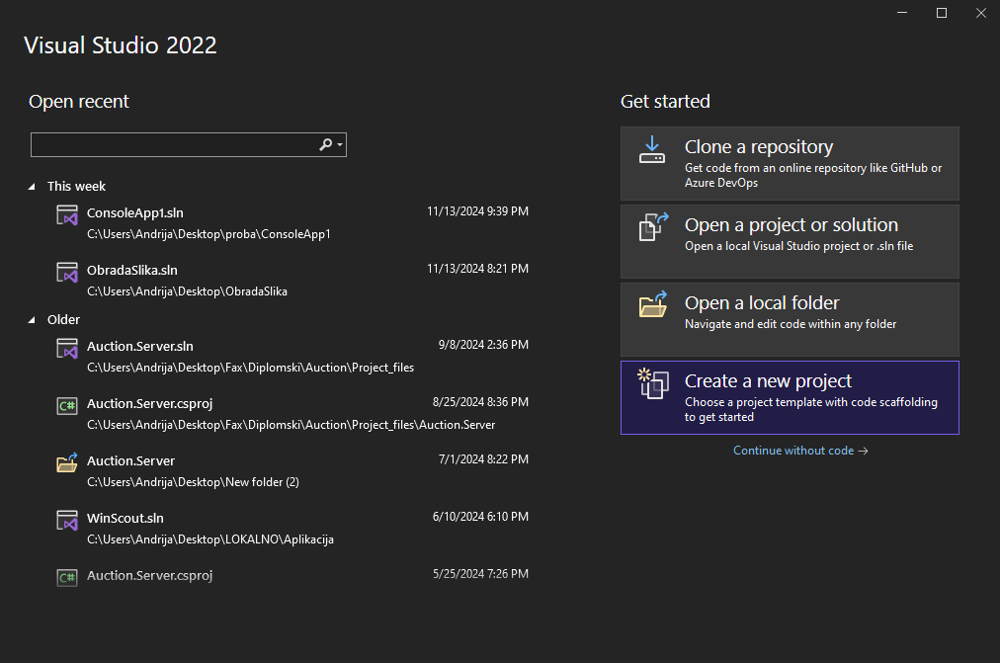 Visual Studio 2022
Open recent
This week
ConsoleApp1.sln 11/13/2024 9:39 PM
C:\Users\Andrija\Desktop\proba\ConsoleApp1
ObradaSlika.sln 11/13/2024 8:21 PM
C:\Users\Andrija\Desktop\ObradaSlika
Older
Auction.Server.sln 9/8/2024 2:36 PM
C:\Users\Andrija\Desktop\Fax\Diplomski\Auction\Project_files
Auction.Server.csproj 8/25/2024 8:36 PM
C:\Users\Andrija\Desktop\Fax\Diplomski\Auction\Project_files\Auction.Server
Auction.Server 7/1/2024 8:22 PM
C:\Users\Andrija\Desktop\New folder (2)
WinScout.sln 6/10/2024 6:10 PM
C:\Users\Andrija\Desktop\LOKALNO\Aplikacija
C# Auction.Server.csproj 5/25/2024 7:26 PM
Get started
Clone a repository
Get code from an online repository like GitHub or
Azure DevOps
Open a project or solution
Open a local Visual Studio project or .sln file
Open a local folder
Navigate and edit code within any folder
Create a new project
Choose a project template with code scaffolding
to get started
Continue without code →